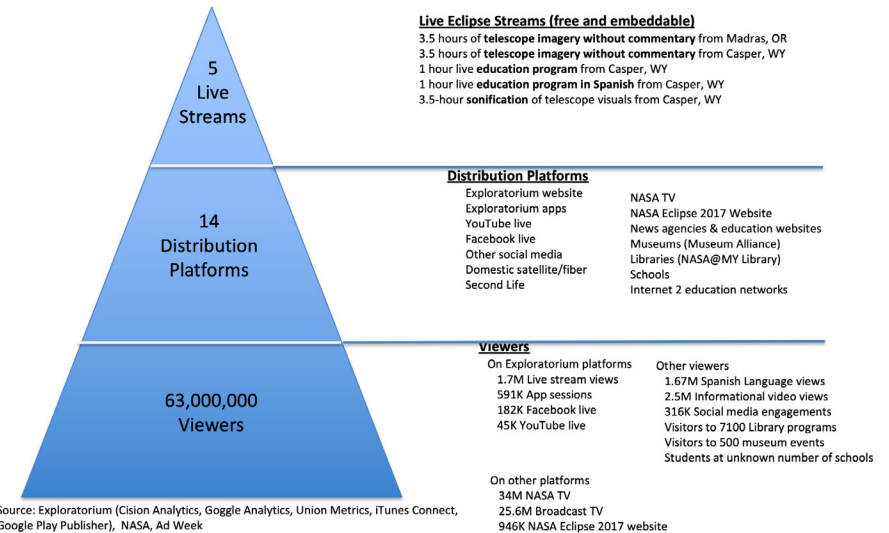 5
Live
Streams
Live Eclipse Streams (free and embeddable)
3.5 hours of telescope imagery without commentary from Madras, OR
3.5 hours of telescope imagery without commentary from Casper, WY
1 hour live education program from Casper, WY
1 hour live education program in Spanish from Casper, WY
3.5-hour sonification of telescope visuals from Casper, WY
14
Distribution
Platforms
Distribution Platforms
Exploratorium website
Exploratorium apps
YouTube live
Facebook live
Other social media
Domestic satellite/fiber
Second Life
NASA TV
NASA Eclipse 2017 Website
News agencies & education websites
Museums (Museum Alliance)
Libraries (NASA@MY Library)
Schools
Internet 2 education networks
63,000,000
Viewers
Viewers
On Exploratorium platforms
1.7M Live stream views
591K App sessions
182K Facebook live
45K YouTube live
Other viewers
1.67M Spanish Language views
2.5M Informational video views
316K Social media engagements
Visitors to 7100 Library programs
Visitors to 500 museum events
Students at unknown number of schools
On other platforms
34M NASA TV
25.6M Broadcast TV
946K NASA Eclipse 2017 website
Source: Exploratorium (Cision Analytics, Goggle Analytics, Union Metrics, iTunes Connect,
Google Play Publisher), NASA, Ad Week